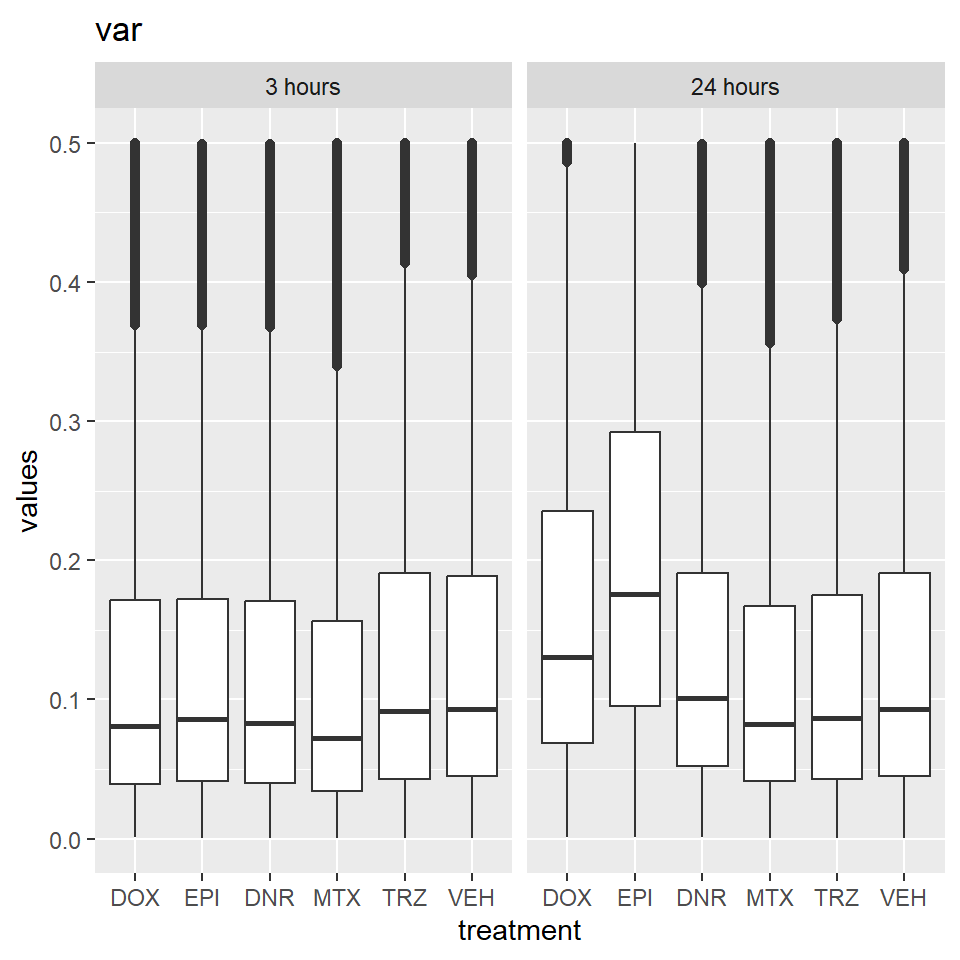 var
3 hours 24 hours
0.5
0.4
0.3
0.2
0.1
0.0
values
DOX EPI DNR MTX TRZ VEH DOX EPI DNR MTX TRZ VEH
treatment